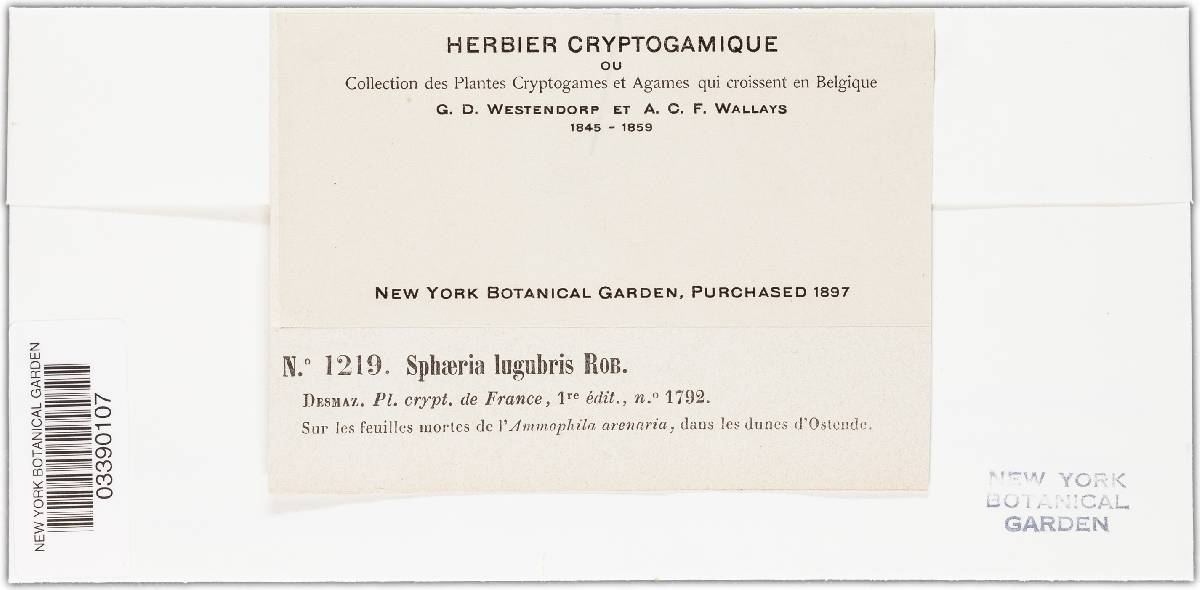 HERBIER CRYPTOGAMIQUE
OU
Collection des Plantes Cryptogames et Agames qui croissent en Belgique
G. D. WESTENDORP ET A. C. F. WALLAYS
1845 - 1859
NEW YORK BOTANICAL GARDEN, PURCHASED 1897
N.º 1219. Sphæria lugubris ROB.
DESMAZ. Pl. crypt. de France, 1re édit., n.º 1792.
Sur les feuilles mortes de l'Ammophila arenaria, dans les dunes d'Ostende.
NEW YORK BOTANICAL GARDEN
03390107
NEW YORK
BOTANICAL
GARDEN